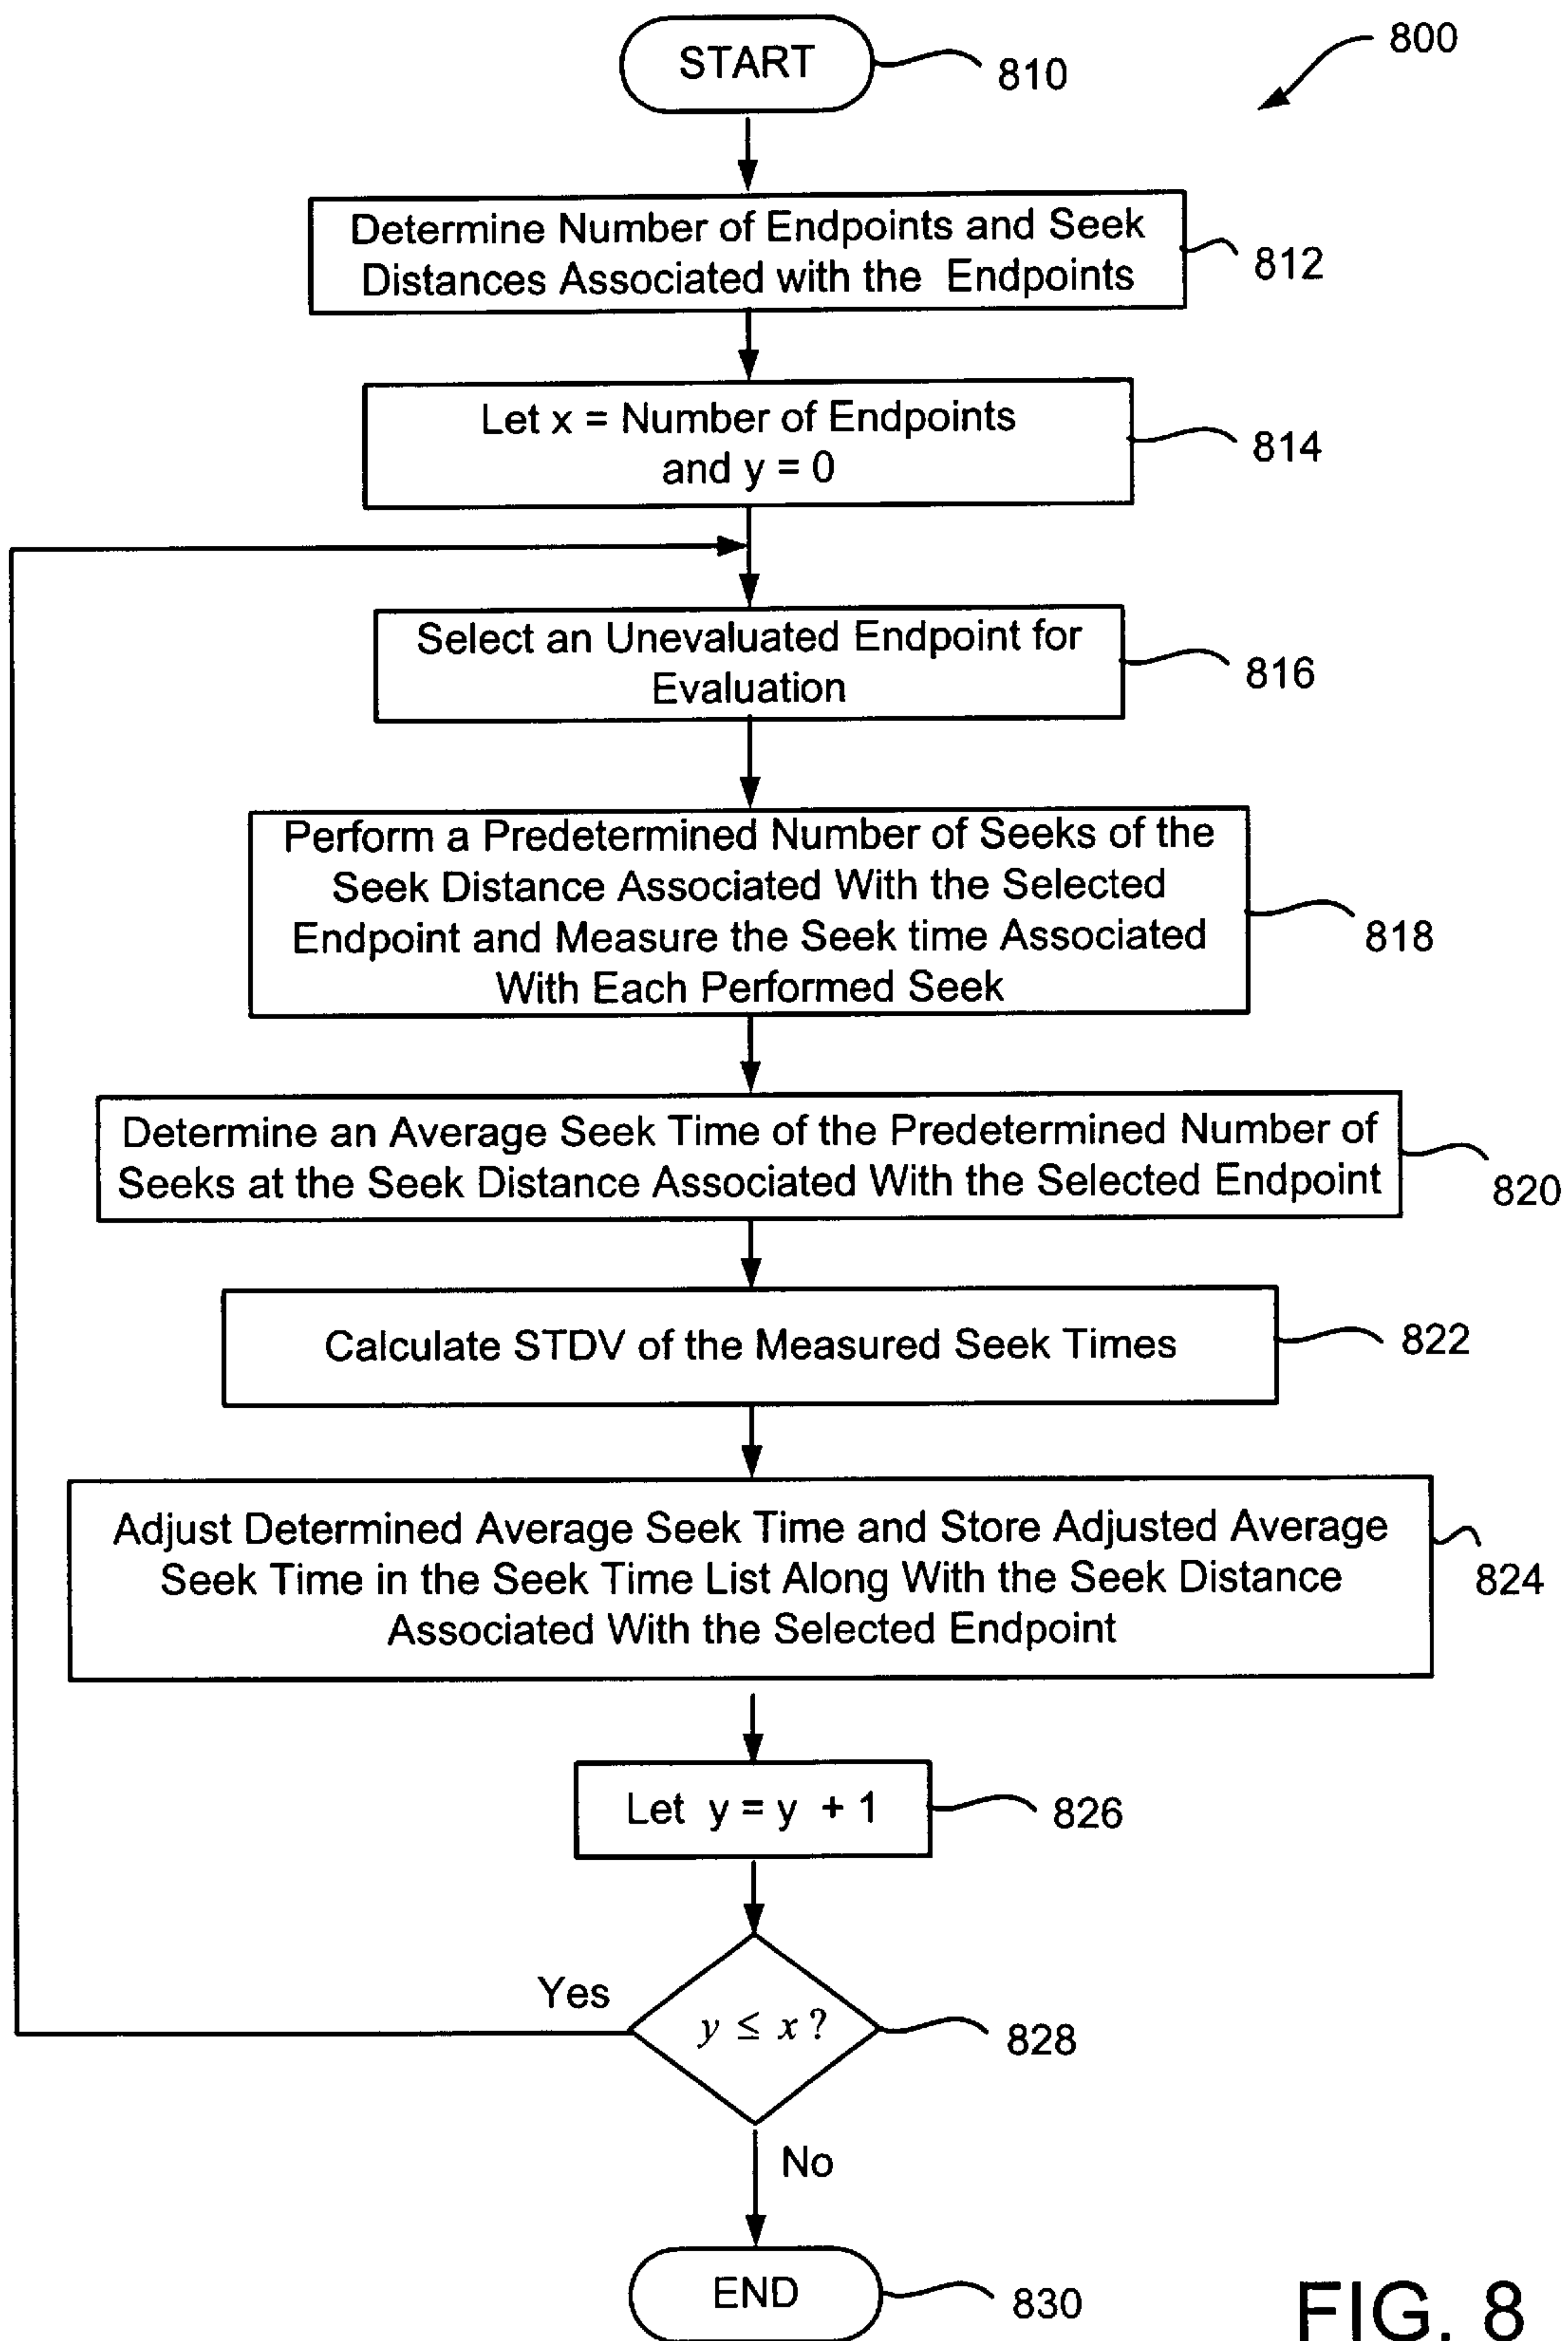 START
810
800
Determine Number of Endpoints and Seek
Distances Associated with the Endpoints
812
Let x = Number of Endpoints
and y = 0
814
Select an Unevaluated Endpoint for
Evaluation
816
Perform a Predetermined Number of Seeks of the
Seek Distance Associated With the Selected
Endpoint and Measure the Seek time Associated
With Each Performed Seek
818
Determine an Average Seek Time of the Predetermined Number of
Seeks at the Seek Distance Associated With the Selected Endpoint
820
Calculate STDV of the Measured Seek Times
822
Adjust Determined Average Seek Time and Store Adjusted Average
Seek Time in the Seek Time List Along With the Seek Distance
Associated With the Selected Endpoint
824
Let y = y + 1
826
Yes
y ≤ x ?
828
No
END
830
FIG. 8